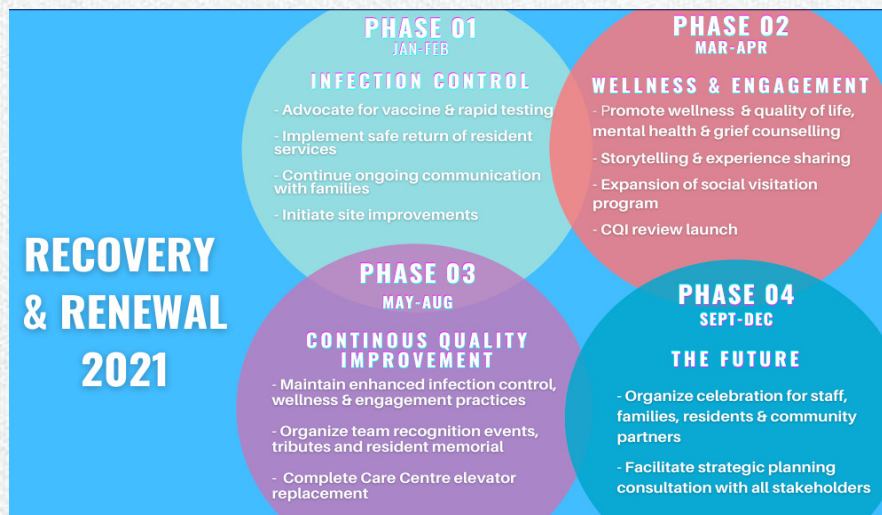 RECOVERY
& RENEWAL
2021
PHASE 01
JAN-FEB
INFECTION CONTROL
- Advocate for vaccine & rapid testing
- Implement safe return of resident
services
- Continue ongoing communication
with families
- Initiate site improvements
PHASE 02
MAR-APR
WELLNESS & ENGAGEMENT
- Promote wellness & quality of life,
mental health & grief counselling
- Storytelling & experience sharing
- Expansion of social visitation
program
- CQI review launch
PHASE 03
MAY-AUG
CONTINOUS QUALITY
IMPROVEMENT
- Maintain enhanced infection control,
wellness & engagement practices
- Organize team recognition events,
tributes and resident memorial
- Complete Care Centre elevator
replacement
PHASE 04
SEPT-DEC
THE FUTURE
- Organize celebration for staff,
families, residents & community
partners
- Facilitate strategic planning
consultation with all stakeholders